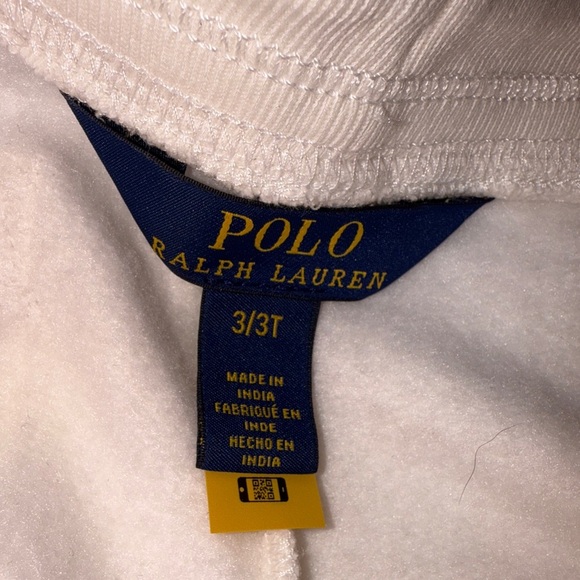 POLO
RALPH LAUREN
3/3T
MADE IN
INDIA
FABRIQUÉ EN
INDE
HECHO EN
INDIA